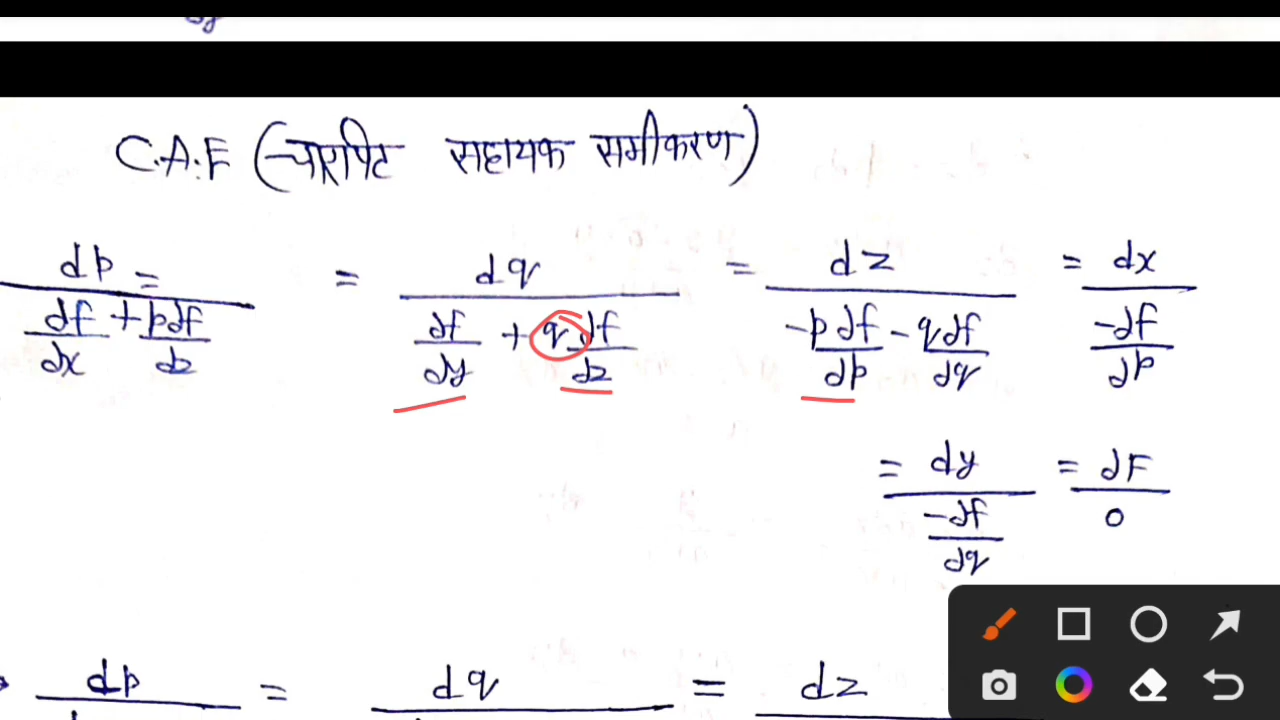 C.A.F (चारपिट सहायक समीकरण)
dp = / (∂f/∂x + p∂f/∂z) = dq / (∂f/∂y + q∂f/∂z) = dz / (-p∂f/∂p - q∂f/∂q) = dx / (-∂f/∂p)
= dy / (-∂f/∂q) = dF / 0
dp = dq = dz